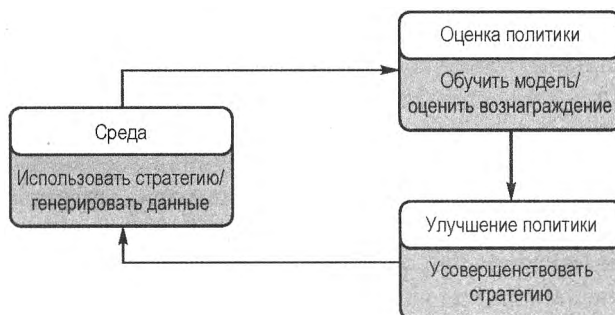 Оценка политики
Обучить модель/
оценить вознаграждение
Среда
Использовать стратегию/
генерировать данные
Улучшение политики
Усовершенствовать
стратегию